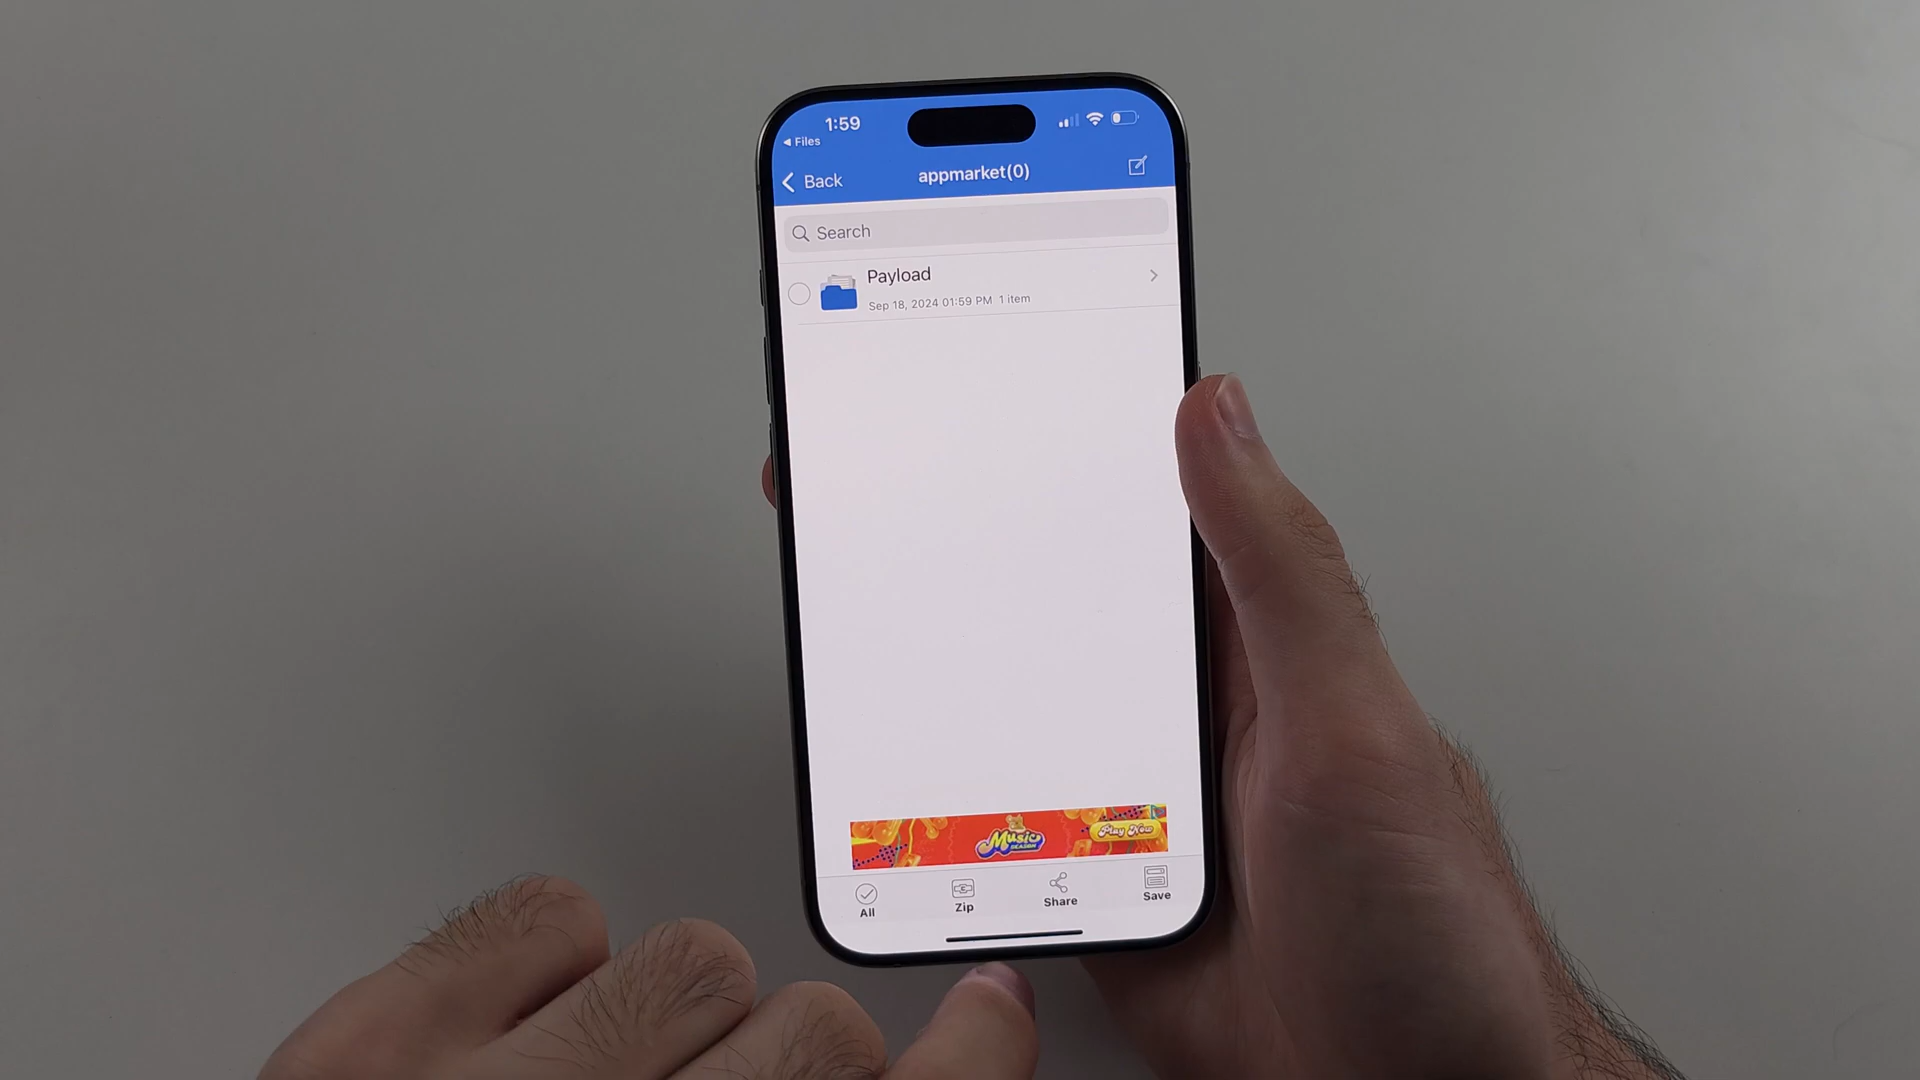 1:59
Files
Back
appmarket(0)
Search
Payload
Sep 18, 2024 01:59 PM 1 item
Music
SEASON
Play Now
All
Zip
Share
Save